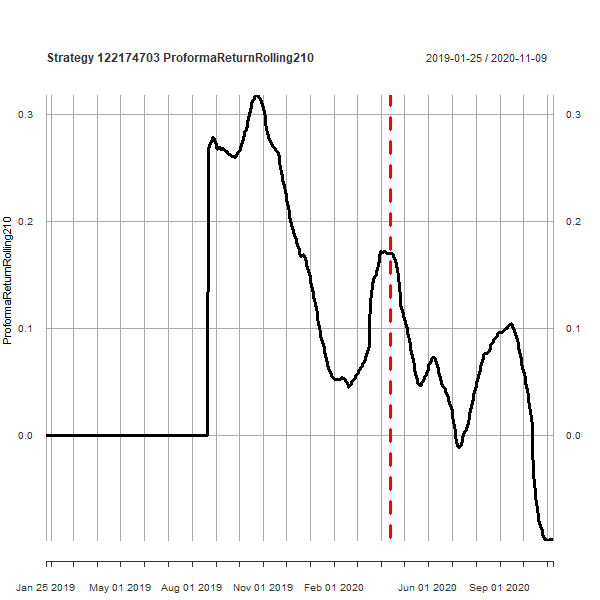 Strategy 122174703 ProformaReturnRolling210
2019-01-25 / 2020-11-09
ProformaReturnRolling210
0.3 0.3
0.2 0.2
0.1 0.1
0.0 0.0
Jan 25 2019 May 01 2019 Aug 01 2019 Nov 01 2019 Feb 01 2020 Jun 01 2020 Sep 01 2020